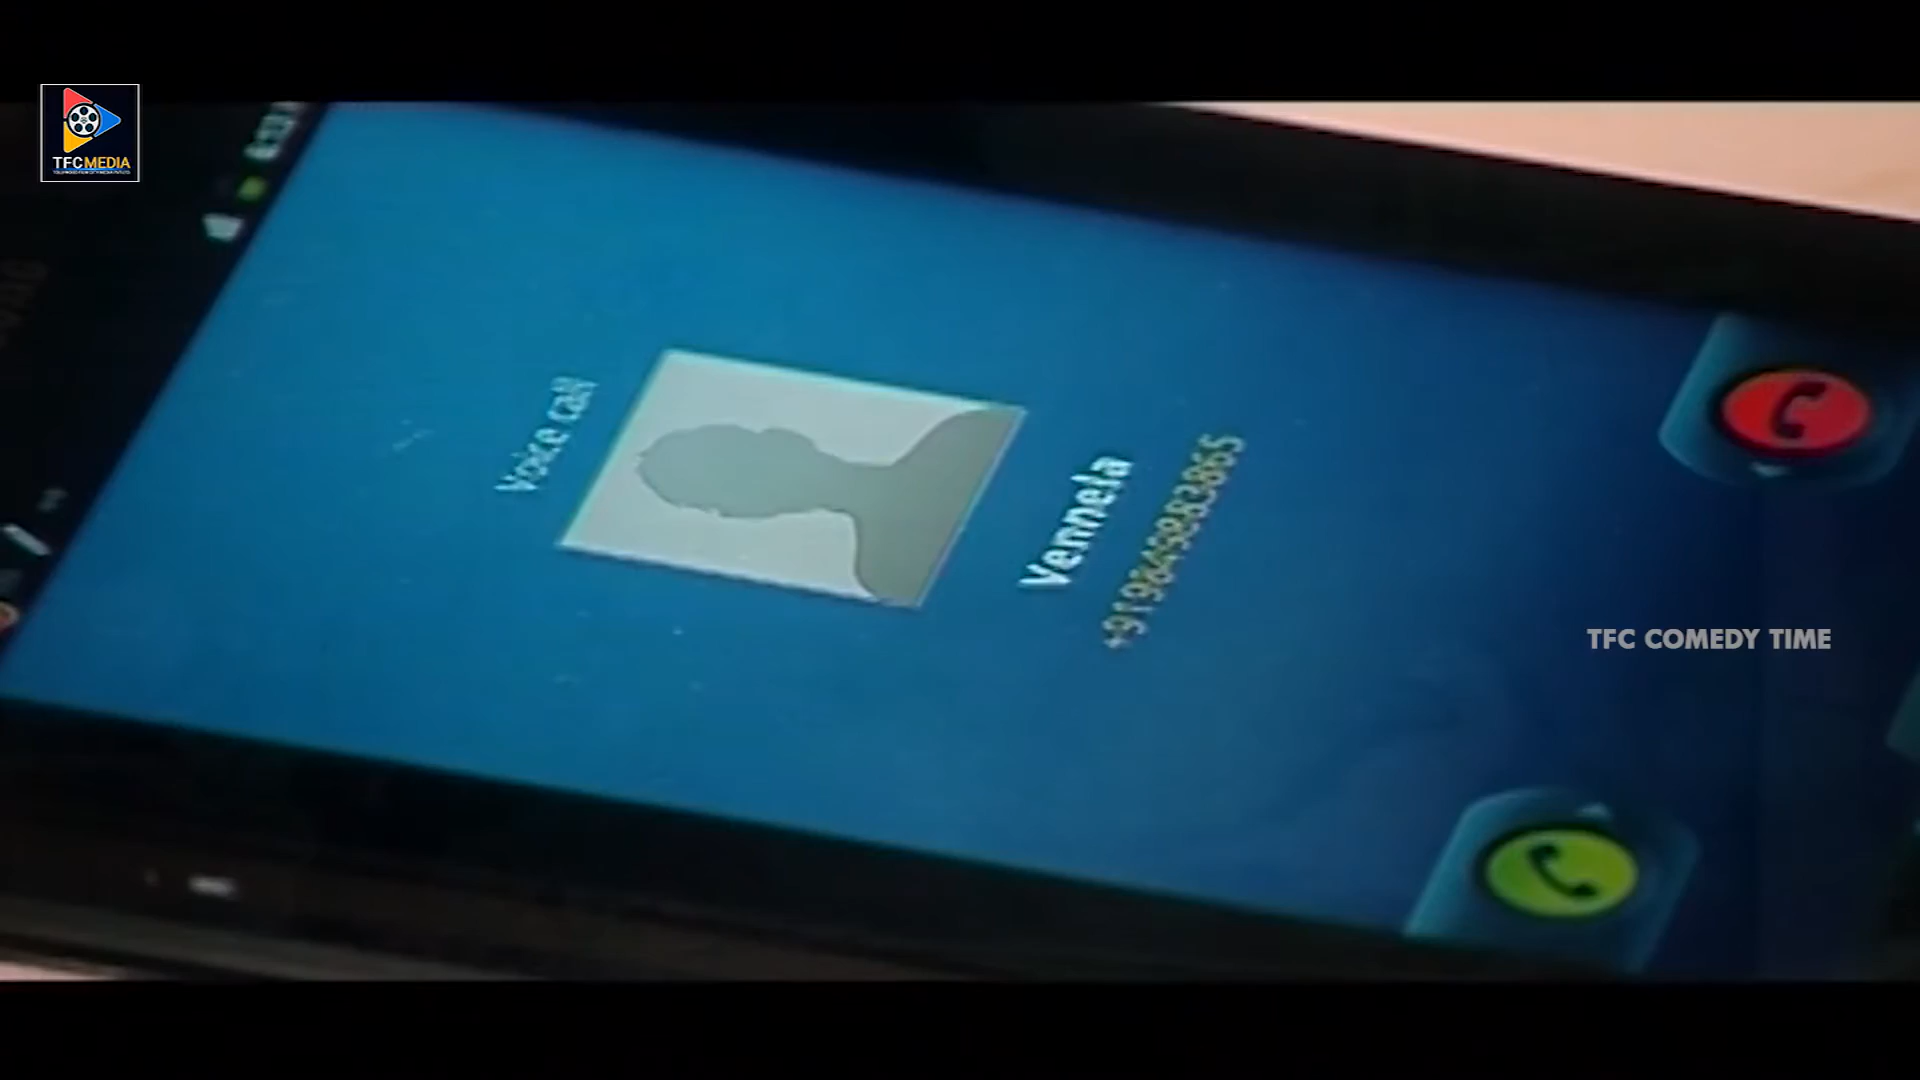 TFCMEDIA
Voice call
Vennela
TFC COMEDY TIME